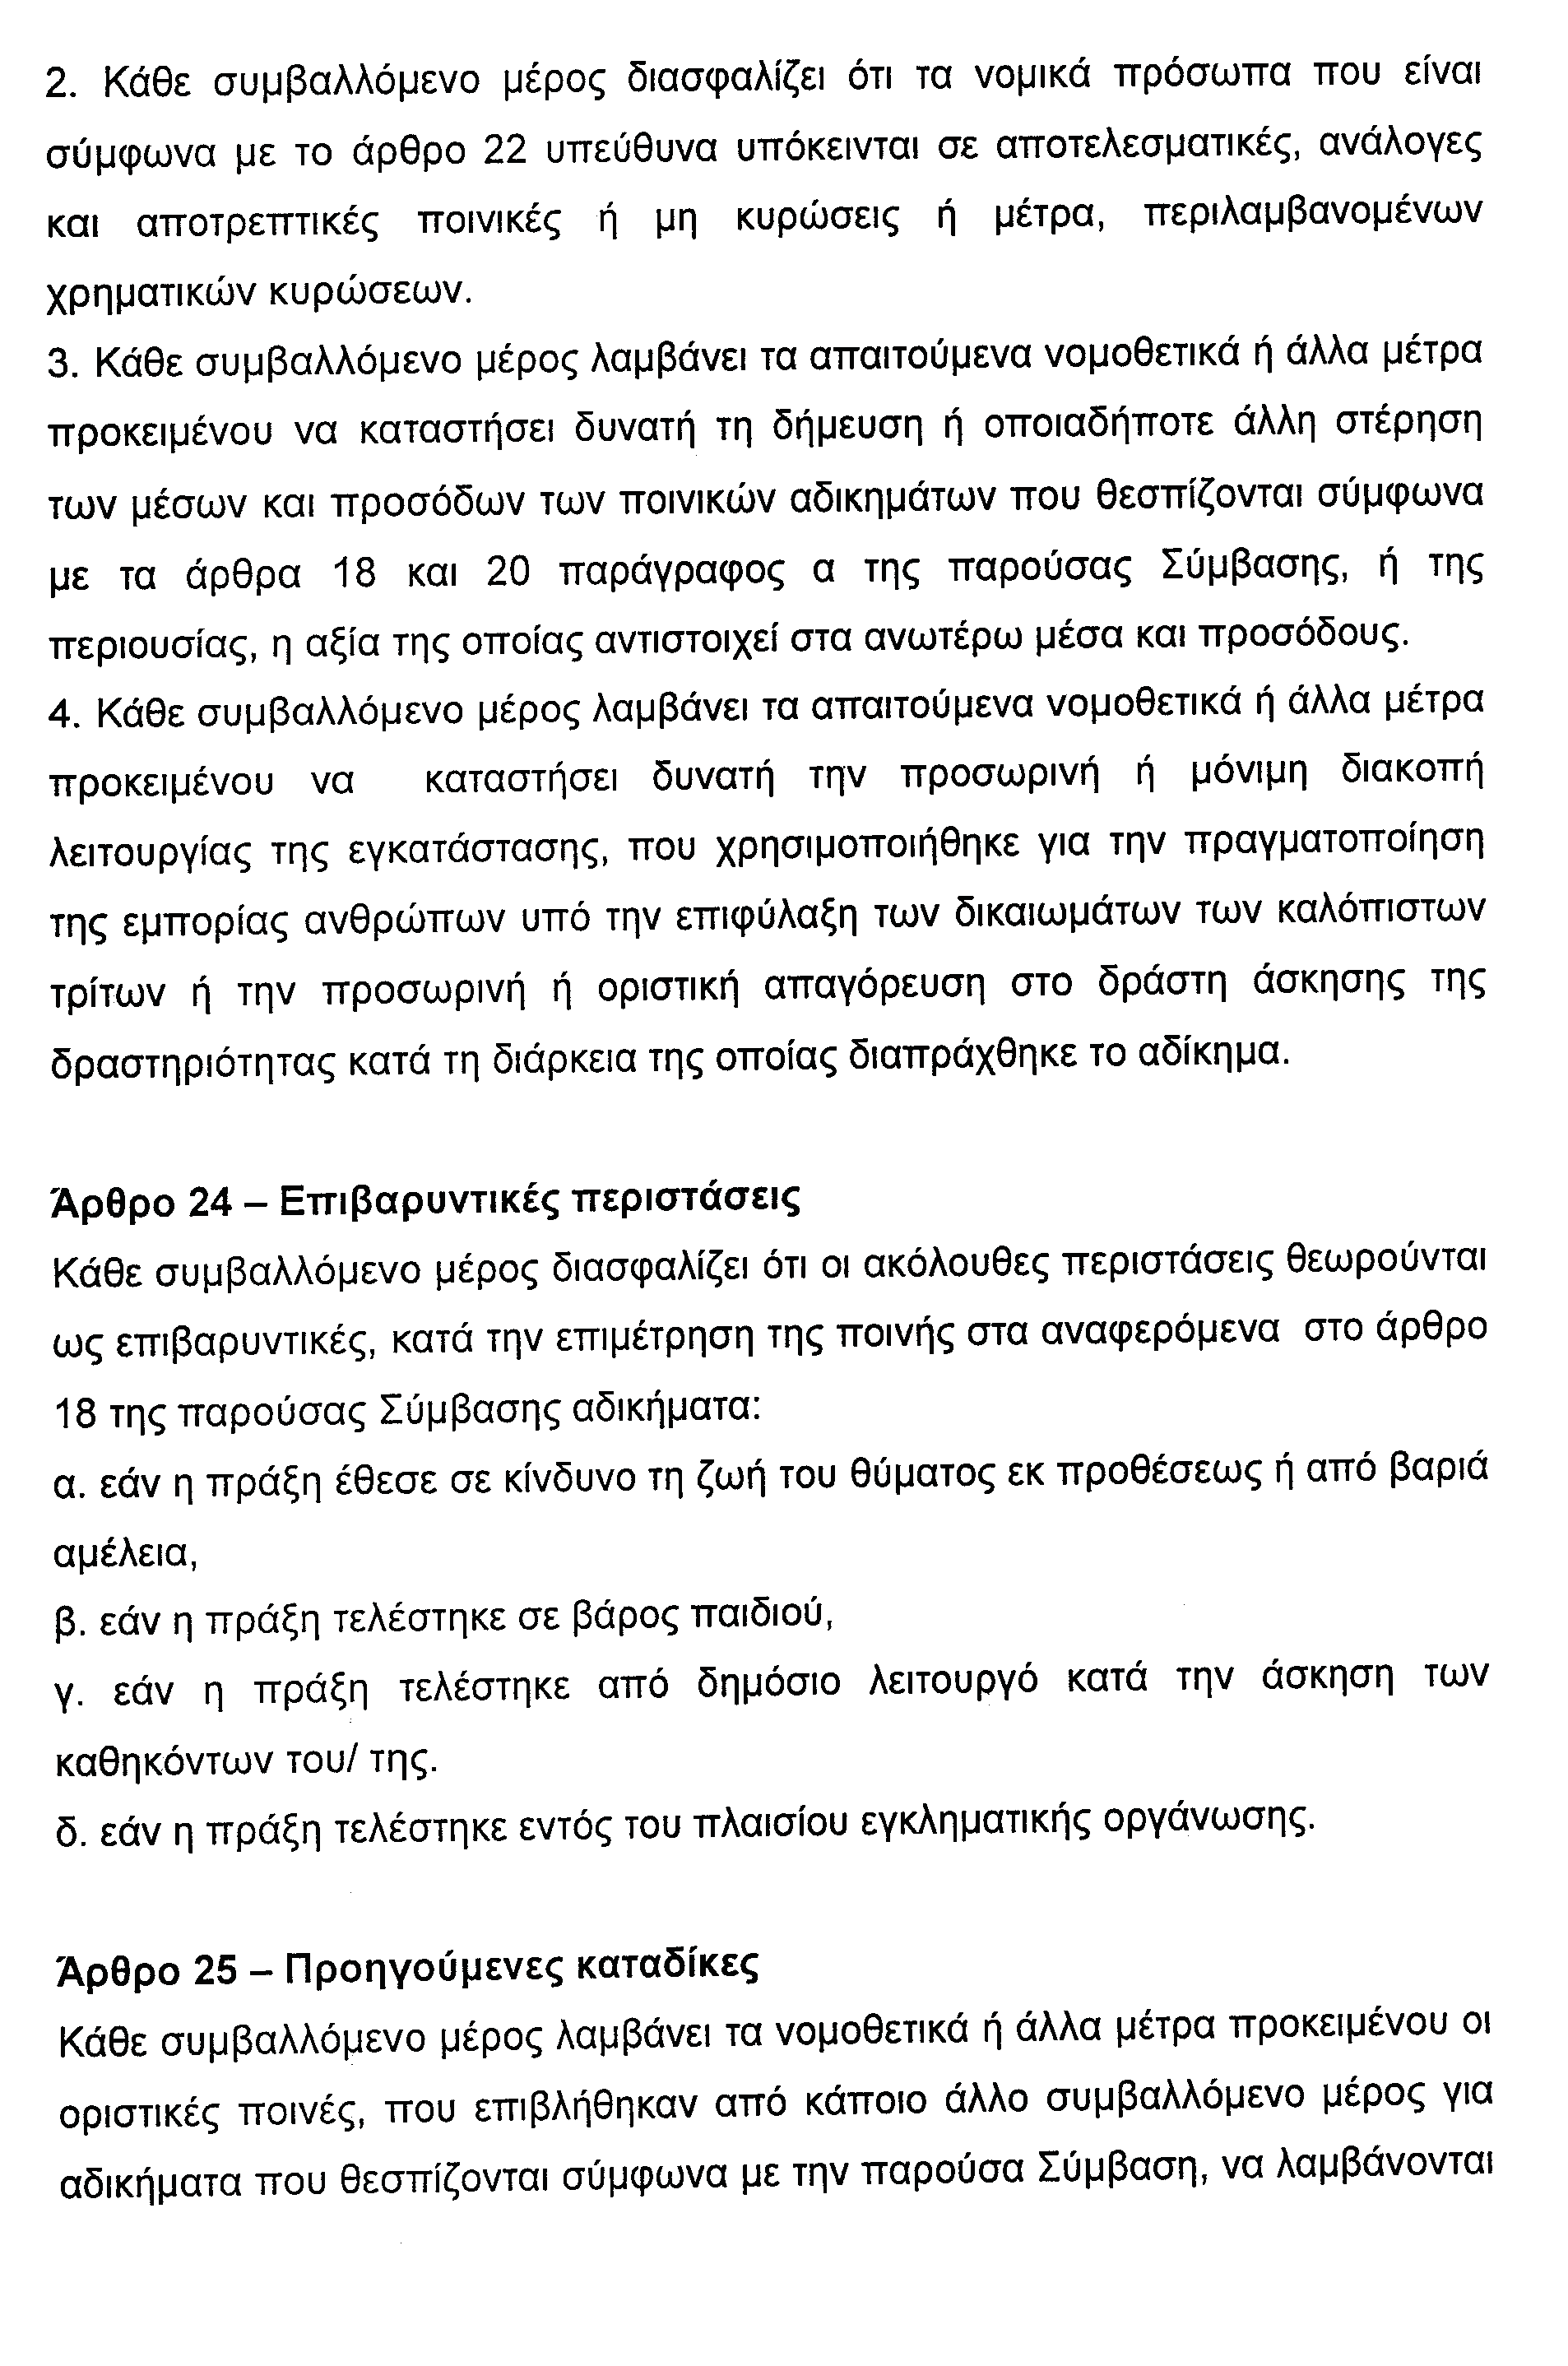 2. Κάθε συμβαλλόμενο μέρος διασφαλίζει ότι τα νομικά πρόσωπα που είναι
σύμφωνα με το άρθρο 22 υπεύθυνα υπόκεινται σε αποτελεσματικές, ανάλογες
και αποτρεπτικές ποινικές ή μη κυρώσεις ή μέτρα, περιλαμβανομένων
χρηματικών κυρώσεων.
3. Κάθε συμβαλλόμενο μέρος λαμβάνει τα απαιτούμενα νομοθετικά ή άλλα μέτρα
προκειμένου να καταστήσει δυνατή τη δήμευση ή οποιαδήποτε άλλη στέρηση
των μέσων και προσόδων των ποινικών αδικημάτων που θεσπίζονται σύμφωνα
με τα άρθρα 18 και 20 παράγραφος α της παρούσας Σύμβασης, ή της
περιουσίας, η αξία της οποίας αντιστοιχεί στα ανωτέρω μέσα και προσόδους.
4. Κάθε συμβαλλόμενο μέρος λαμβάνει τα απαιτούμενα νομοθετικά ή άλλα μέτρα
προκειμένου να καταστήσει δυνατή την προσωρινή ή μόνιμη διακοπή
λειτουργίας της εγκατάστασης, που χρησιμοποιήθηκε για την πραγματοποίηση
της εμπορίας ανθρώπων υπό την επιφύλαξη των δικαιωμάτων των καλόπιστων
τρίτων ή την προσωρινή ή οριστική απαγόρευση στο δράστη άσκησης της
δραστηριότητας κατά τη διάρκεια της οποίας διαπράχθηκε το αδίκημα.
Άρθρο 24 – Επιβαρυντικές περιστάσεις
Κάθε συμβαλλόμενο μέρος διασφαλίζει ότι οι ακόλουθες περιστάσεις θεωρούνται
ως επιβαρυντικές, κατά την επιμέτρηση της ποινής στα αναφερόμενα στο άρθρο
18 της παρούσας Σύμβασης αδικήματα:
α. εάν η πράξη έθεσε σε κίνδυνο τη ζωή του θύματος εκ προθέσεως ή από βαριά
αμέλεια,
β. εάν η πράξη τελέστηκε σε βάρος παιδιού,
γ. εάν η πράξη τελέστηκε από δημόσιο λειτουργό κατά την άσκηση των
καθηκόντων του/ της.
δ. εάν η πράξη τελέστηκε εντός του πλαισίου εγκληματικής οργάνωσης.
Άρθρο 25 – Προηγούμενες καταδίκες
Κάθε συμβαλλόμενο μέρος λαμβάνει τα νομοθετικά ή άλλα μέτρα προκειμένου οι
οριστικές ποινές, που επιβλήθηκαν από κάποιο άλλο συμβαλλόμενο μέρος για
αδικήματα που θεσπίζονται σύμφωνα με την παρούσα Σύμβαση, να λαμβάνονται